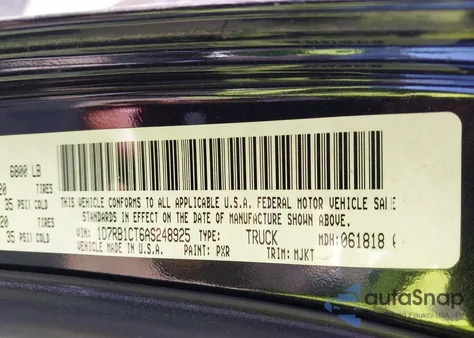 6800 LB
20 TIRES
35 PSI/ COLD
20 TIRES
35 PSI/ COLD
THIS VEHICLE CONFORMS TO ALL APPLICABLE U.S.A. FEDERAL MOTOR VEHICLE SAFE
STANDARDS IN EFFECT ON THE DATE OF MANUFACTURE SHOWN ABOVE.
VIN: 1D7RB1CT6AS248925 TYPE: TRUCK MDH:061818
VEHICLE MADE IN U.S.A. PAINT: PXR TRIM: MJKT
autoSnap